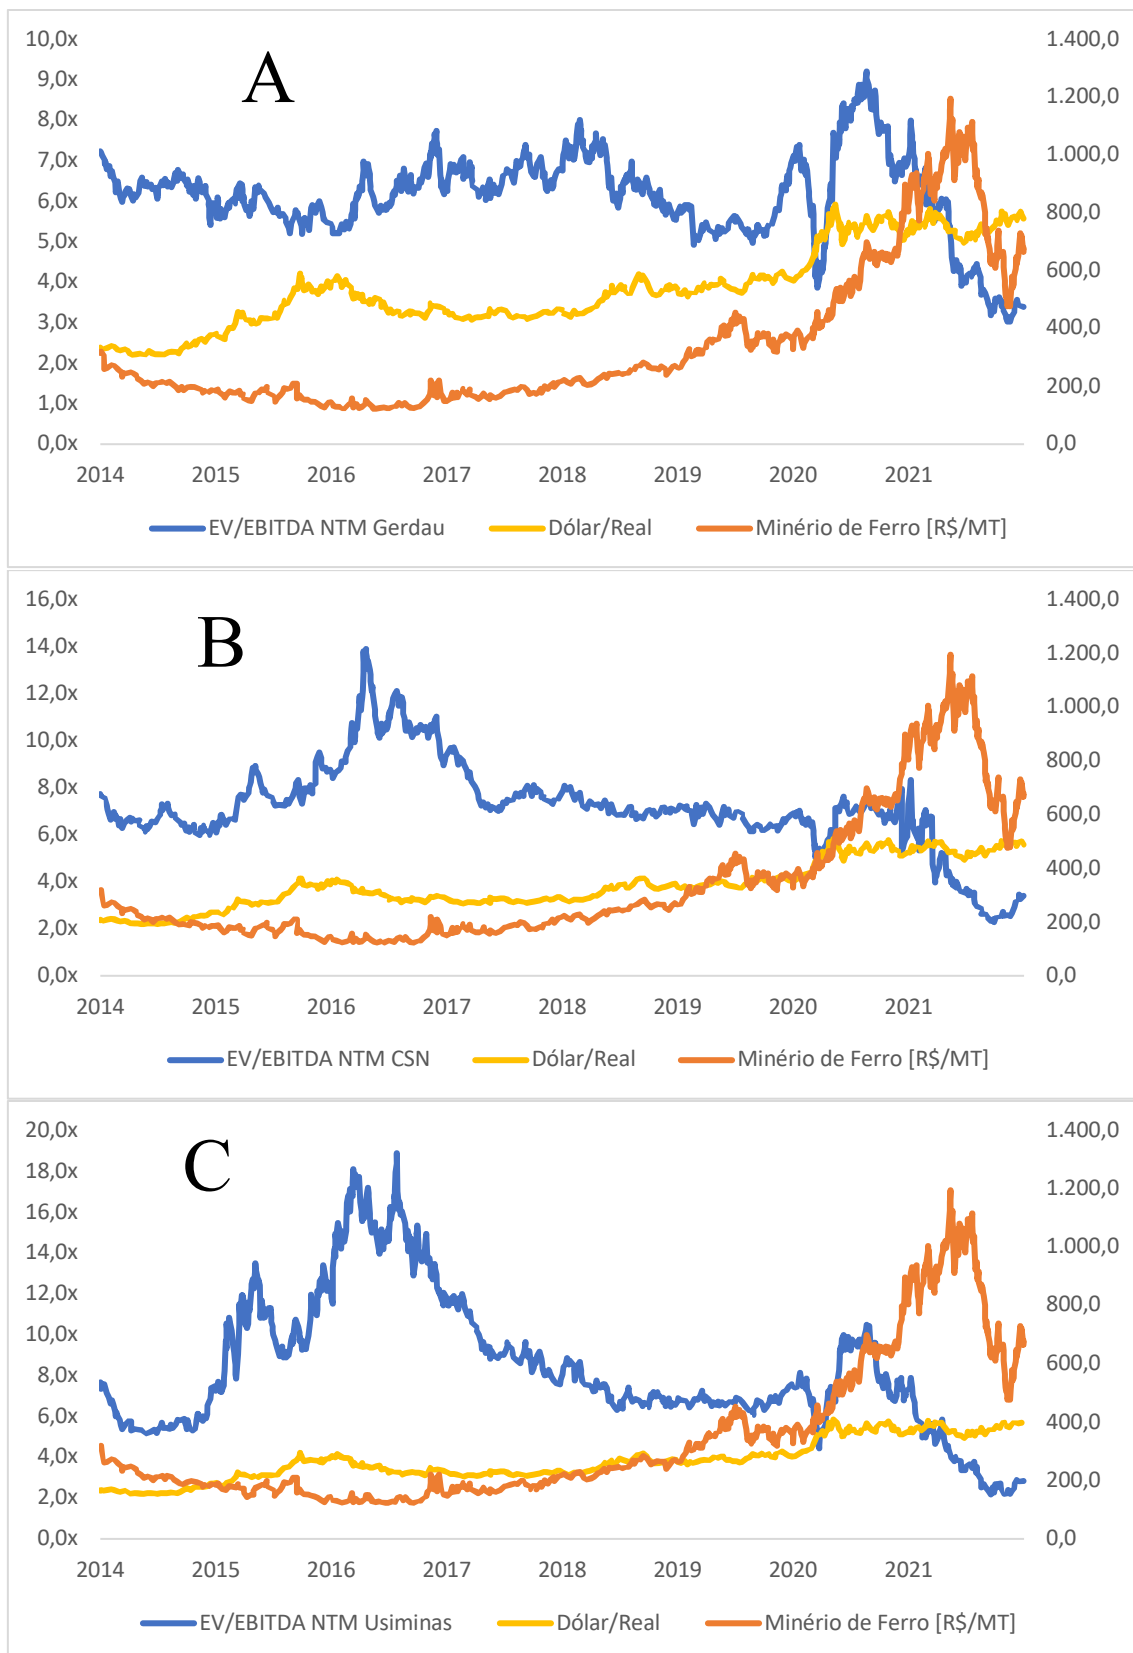 A
10,0x 1.400,0
9,0x 1.200,0
8,0x
7,0x 1.000,0
6,0x 800,0
5,0x
4,0x 600,0
3,0x 400,0
2,0x 200,0
1,0x
0,0x 0,0
2014 2015 2016 2017 2018 2019 2020 2021
EV/EBITDA NTM Gerdau Dólar/Real Minério de Ferro [R$/MT]
B
16,0x 1.400,0
14,0x 1.200,0
12,0x 1.000,0
10,0x 800,0
8,0x
6,0x 600,0
4,0x 400,0
2,0x 200,0
0,0x 0,0
2014 2015 2016 2017 2018 2019 2020 2021
EV/EBITDA NTM CSN Dólar/Real Minério de Ferro [R$/MT]
C
20,0x 1.400,0
18,0x 1.200,0
16,0x
14,0x 1.000,0
12,0x 800,0
10,0x
8,0x 600,0
6,0x 400,0
4,0x 200,0
2,0x
0,0x 0,0
2014 2015 2016 2017 2018 2019 2020 2021
EV/EBITDA NTM Usiminas Dólar/Real Minério de Ferro [R$/MT]